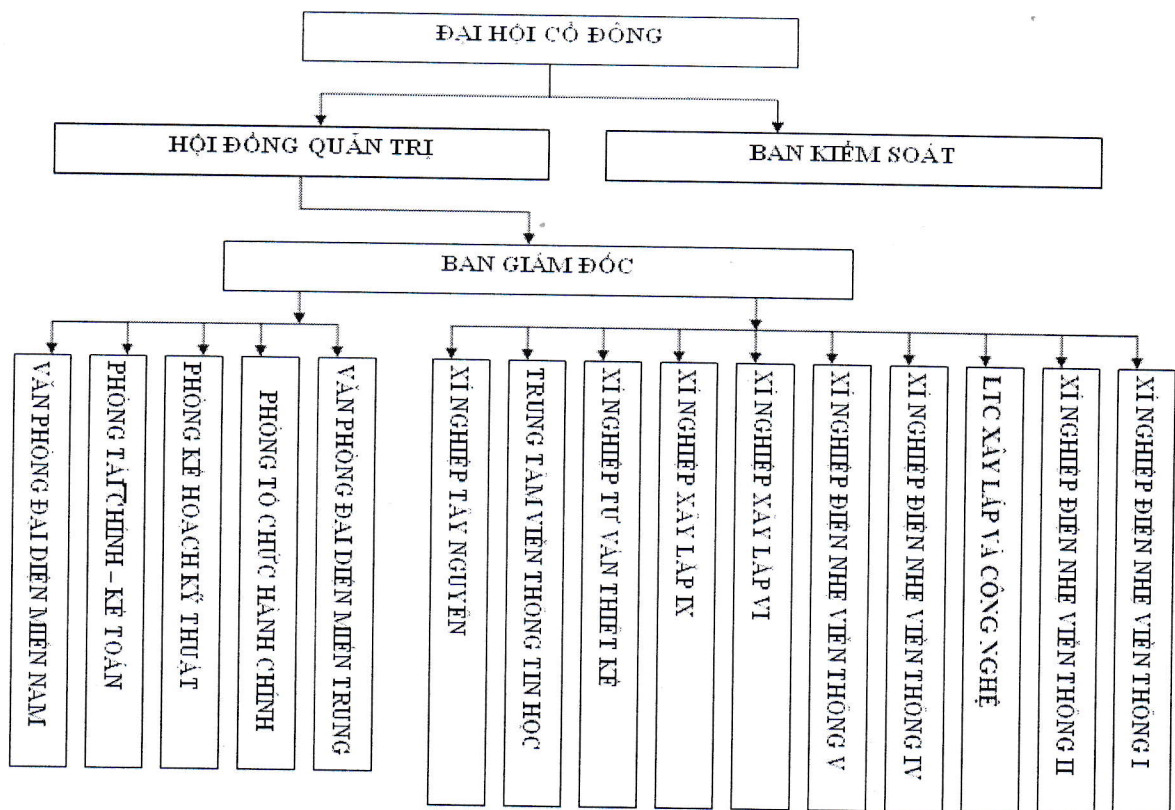 ĐẠI HỘI CỔ ĐÔNG
HỘI ĐỒNG QUẢN TRỊ
BAN KIỂM SOÁT
BAN GIÁM ĐỐC
VĂN PHÒNG ĐẠI DIỆN MIỀN NAM
PHÒNG TÀI CHÍNH – KẾ TOÁN
PHÒNG KẾ HOẠCH KỸ THUẬT
PHÒNG TỔ CHỨC HÀNH CHÍNH
VĂN PHÒNG ĐẠI DIỆN MIỀN TRUNG
XÍ NGHIỆP TÂY NGUYÊN
TRUNG TÂM VIỄN THÔNG TIN HỌC
XÍ NGHIỆP TƯ VẤN THIẾT KẾ
XÍ NGHIỆP XÂY LẮP IX
XÍ NGHIỆP XÂY LẮP VI
XÍ NGHIỆP ĐIỆN NHẸ VIỄN THÔNG V
XÍ NGHIỆP ĐIỆN NHẸ VIỄN THÔNG IV
LTC XÂY LẮP VÀ CÔNG NGHỆ
XÍ NGHIỆP ĐIỆN NHẸ VIỄN THÔNG II
XÍ NGHIỆP ĐIỆN NHẸ VIỄN THÔNG I